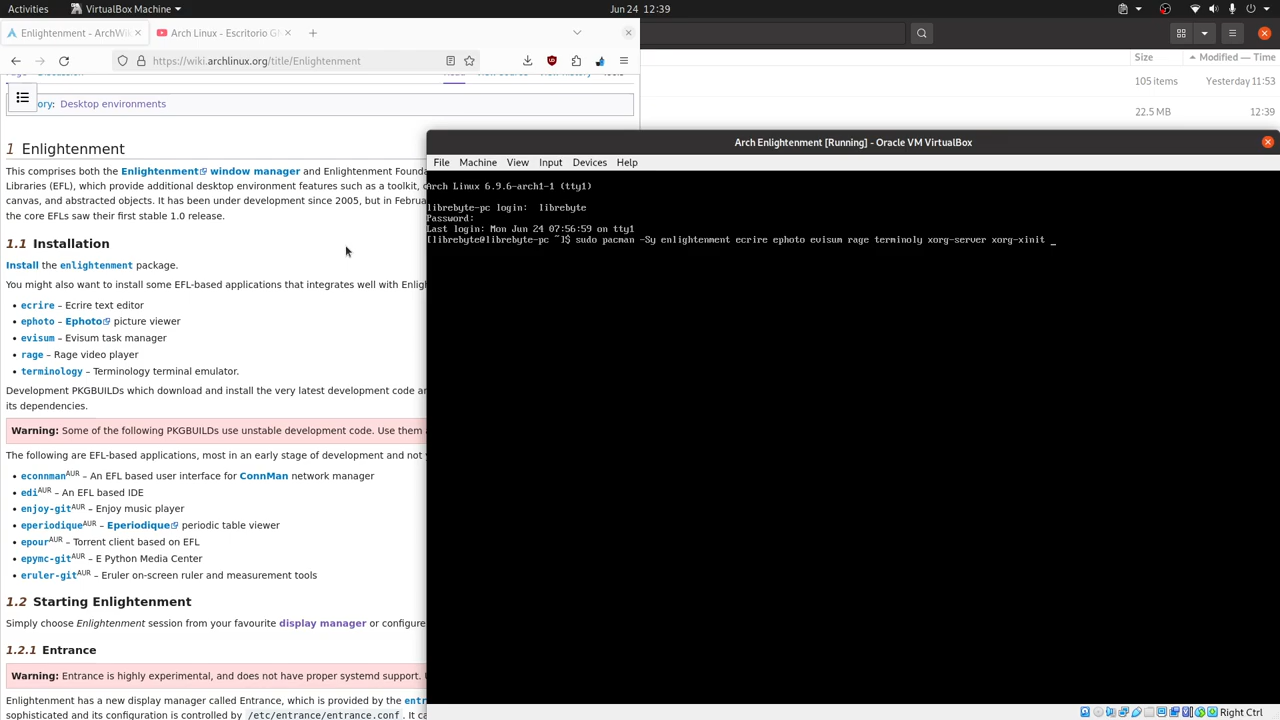 Activities
VirtualBox Machine
Jun 24 12:39
Enlightenment - ArchWi
Arch Linux - Escritorio G
https://wiki.archlinux.org/title/Enlightenment
Size
Modified — Time
105 items
Yesterday 11:53
22.5 MB
12:39
ory: Desktop environments
1 Enlightenment
This comprises both the Enlightenment window manager and Enlightenment Founda
Libraries (EFL), which provide additional desktop environment features such as a toolkit,
canvas, and abstracted objects. It has been under development since 2005, but in Februa
the core EFLs saw their first stable 1.0 release.
1.1 Installation
Install the enlightenment package.
You might also want to install some EFL-based applications that integrates well with Enlig
• ecrire – Ecrire text editor
• ephoto – Ephoto picture viewer
• evisum – Evisum task manager
• rage – Rage video player
• terminology – Terminology terminal emulator.
Development PKGBUILDs which download and install the very latest development code a
its dependencies.
Warning: Some of the following PKGBUILDs use unstable development code. Use them
The following are EFL-based applications, most in an early stage of development and not
• econnmanAUR – An EFL based user interface for ConnMan network manager
• ediAUR – An EFL based IDE
• enjoy-gitAUR – Enjoy music player
• eperiodiqueAUR – Eperiodique periodic table viewer
• epourAUR – Torrent client based on EFL
• epymc-gitAUR – E Python Media Center
• eruler-gitAUR – Eruler on-screen ruler and measurement tools
1.2 Starting Enlightenment
Simply choose Enlightenment session from your favourite display manager or configure
1.2.1 Entrance
Warning: Entrance is highly experimental, and does not have proper systemd support.
Enlightenment has a new display manager called Entrance, which is provided by the entr
sophisticated and its configuration is controlled by /etc/entrance/entrance.conf. It ca
Arch Enlightenment [Running] - Oracle VM VirtualBox
File Machine View Input Devices Help
Arch Linux 6.9.6-arch1-1 (tty1)
librebyte-pc login: librebyte
Password:
Last login: Mon Jun 24 07:56:59 on tty1
[librebyte@librebyte-pc ~]$ sudo pacman -Sy enlightenment ecrire ephoto evisum rage terminoly xorg-server xorg-xinit _
Right Ctrl